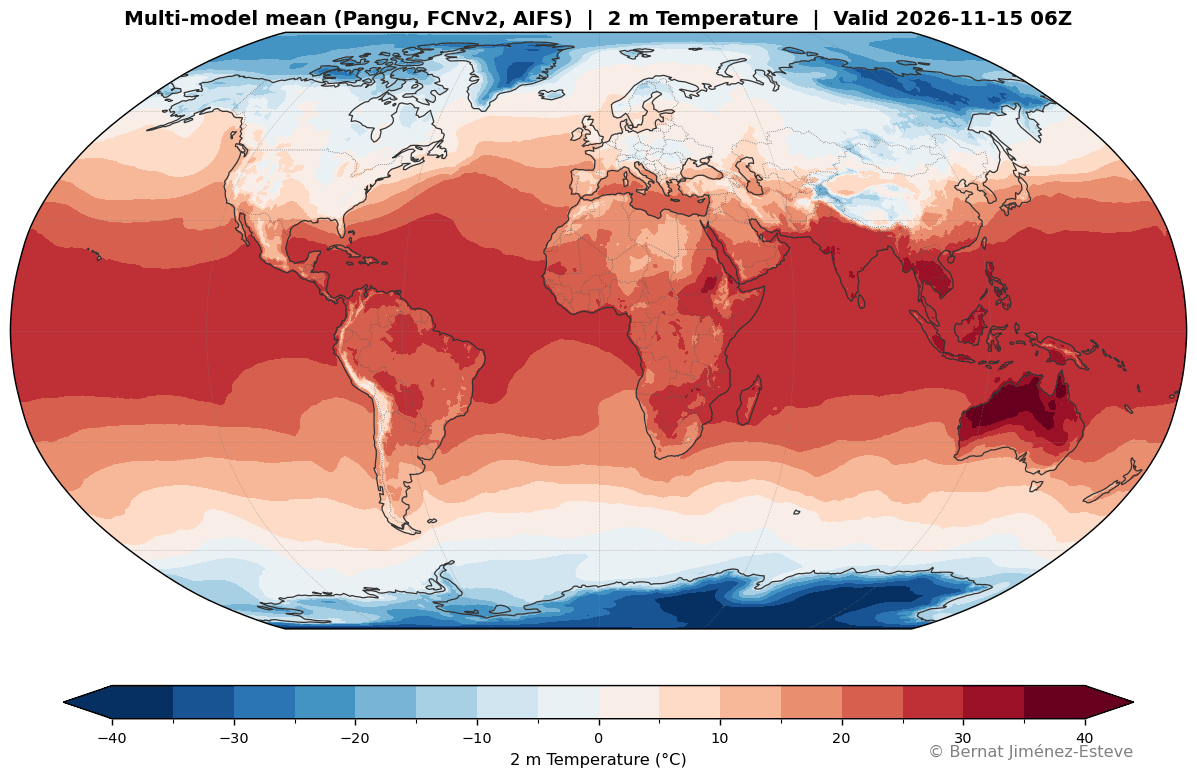 Multi-model mean (Pangu, FCNv2, AIFS) | 2 m Temperature | Valid 2026-11-15 06Z
−40 −30 −20 −10 0 10 20 30 40
2 m Temperature (°C)
© Bernat Jiménez-Esteve